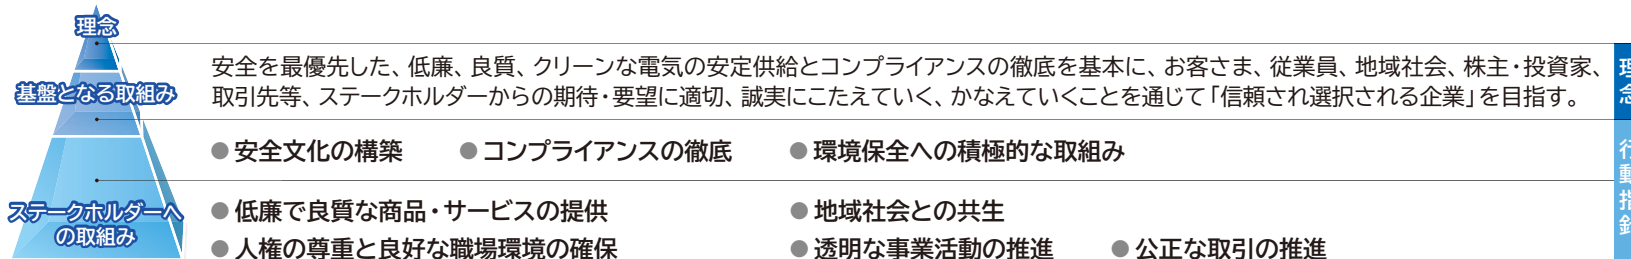 理念
安全を最優先した、低廉、良質、クリーンな電気の安定供給とコンプライアンスの徹底を基本に、お客さま、従業員、地域社会、株主・投資家、
取引先等、ステークホルダーからの期待・要望に適切、誠実にこたえていく、かなえていくことを通じて「信頼され選択される企業」を目指す。
理念
基盤となる取組み
● 安全文化の構築 ● コンプライアンスの徹底 ● 環境保全への積極的な取組み
ステークホルダーへ
の取組み
● 低廉で良質な商品・サービスの提供 ● 地域社会との共生
● 人権の尊重と良好な職場環境の確保 ● 透明な事業活動の推進 ● 公正な取引の推進
行動指針